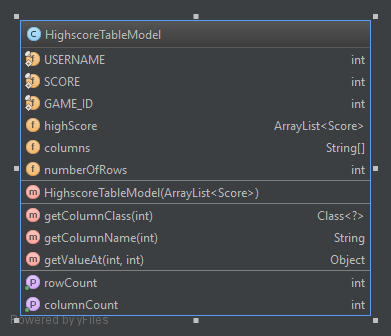 C HighscoreTableModel
f USERNAME int
f SCORE int
f GAME_ID int
f highScore ArrayList<Score>
f columns String[]
f numberOfRows int
m HighscoreTableModel(ArrayList<Score>)
m getColumnClass(int) Class<?>
m getColumnName(int) String
m getValueAt(int, int) Object
p rowCount int
p columnCount int
Powered by yFiles